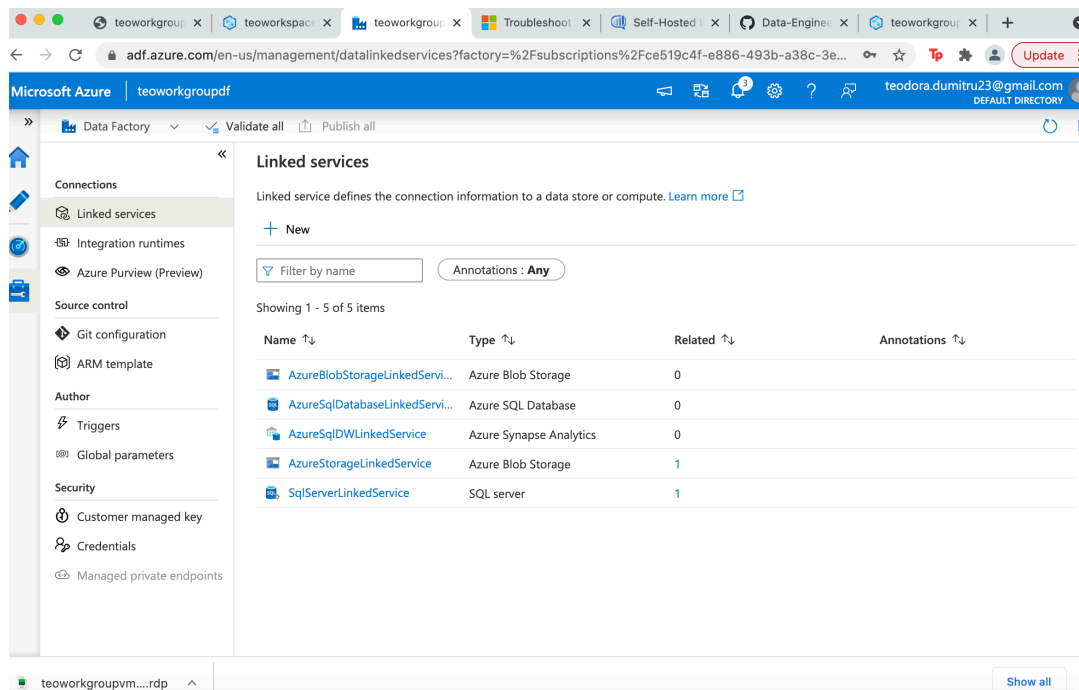 teoworkgroup
teoworkspace
teoworkgroup
Troubleshoot
Self-Hosted I
Data-Enginee
teoworkgroup
adf.azure.com/en-us/management/datalinkedservices?factory=%2Fsubscriptions%2Fce519c4f-e886-493b-a38c-3e...
Tp
Update
Microsoft Azure
teoworkgroupdf
3
teodora.dumitru23@gmail.com
DEFAULT DIRECTORY
Data Factory
Validate all
Publish all
Connections
Linked services
Integration runtimes
Azure Purview (Preview)
Source control
Git configuration
ARM template
Author
Triggers
Global parameters
Security
Customer managed key
Credentials
Managed private endpoints
Linked services
Linked service defines the connection information to a data store or compute. Learn more
New
Filter by name
Annotations : Any
Showing 1 - 5 of 5 items
Name Type Related Annotations
AzureBlobStorageLinkedServi... Azure Blob Storage 0
AzureSqlDatabaseLinkedServi... Azure SQL Database 0
AzureSqlDWLinkedService Azure Synapse Analytics 0
AzureStorageLinkedService Azure Blob Storage 1
SqlServerLinkedService SQL server 1
teoworkgroupvm....rdp
Show all